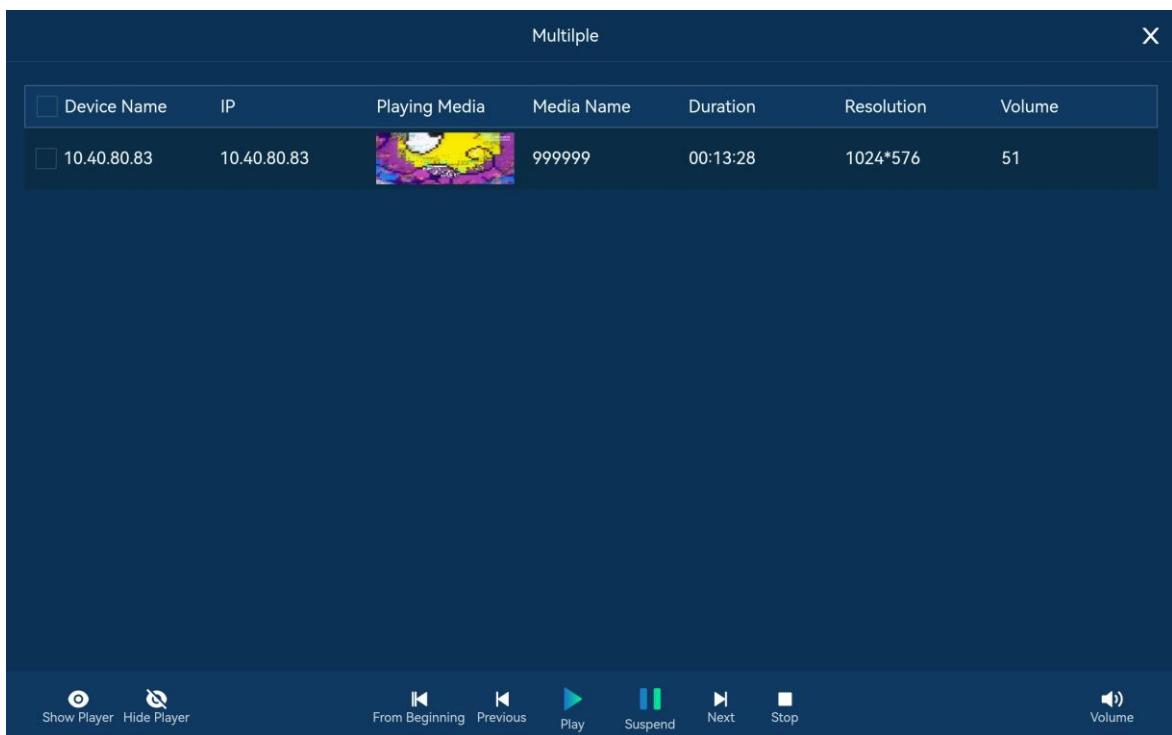 Multilple
X
Device Name IP Playing Media Media Name Duration Resolution Volume
10.40.80.83 10.40.80.83 999999 00:13:28 1024*576 51
Show Player Hide Player From Beginning Previous Play Suspend Next Stop Volume